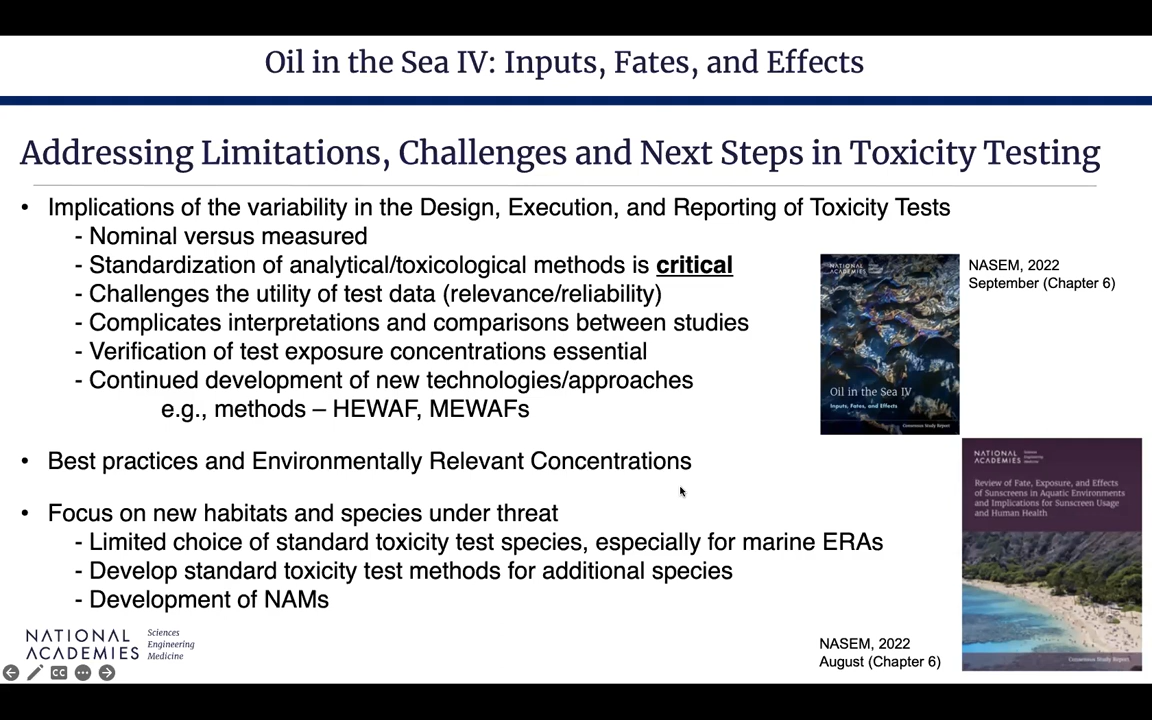 Oil in the Sea IV: Inputs, Fates, and Effects
Addressing Limitations, Challenges and Next Steps in Toxicity Testing
• Implications of the variability in the Design, Execution, and Reporting of Toxicity Tests
- Nominal versus measured
- Standardization of analytical/toxicological methods is critical
- Challenges the utility of test data (relevance/reliability)
- Complicates interpretations and comparisons between studies
- Verification of test exposure concentrations essential
- Continued development of new technologies/approaches
e.g., methods – HEWAF, MEWAFs
• Best practices and Environmentally Relevant Concentrations
• Focus on new habitats and species under threat
- Limited choice of standard toxicity test species, especially for marine ERAs
- Develop standard toxicity test methods for additional species
- Development of NAMs
NATIONAL ACADEMIES
Oil in the Sea IV
Inputs, Fates, and Effects
Consensus Study Report
NASEM, 2022
September (Chapter 6)
NATIONAL ACADEMIES
Sciences
Engineering
Medicine
Review of Fate, Exposure, and Effects
of Sunscreens in Aquatic Environments
and Implications for Sunscreen Usage
and Human Health
Consensus Study Report
NASEM, 2022
August (Chapter 6)
NATIONAL
ACADEMIES
Sciences
Engineering
Medicine
CC